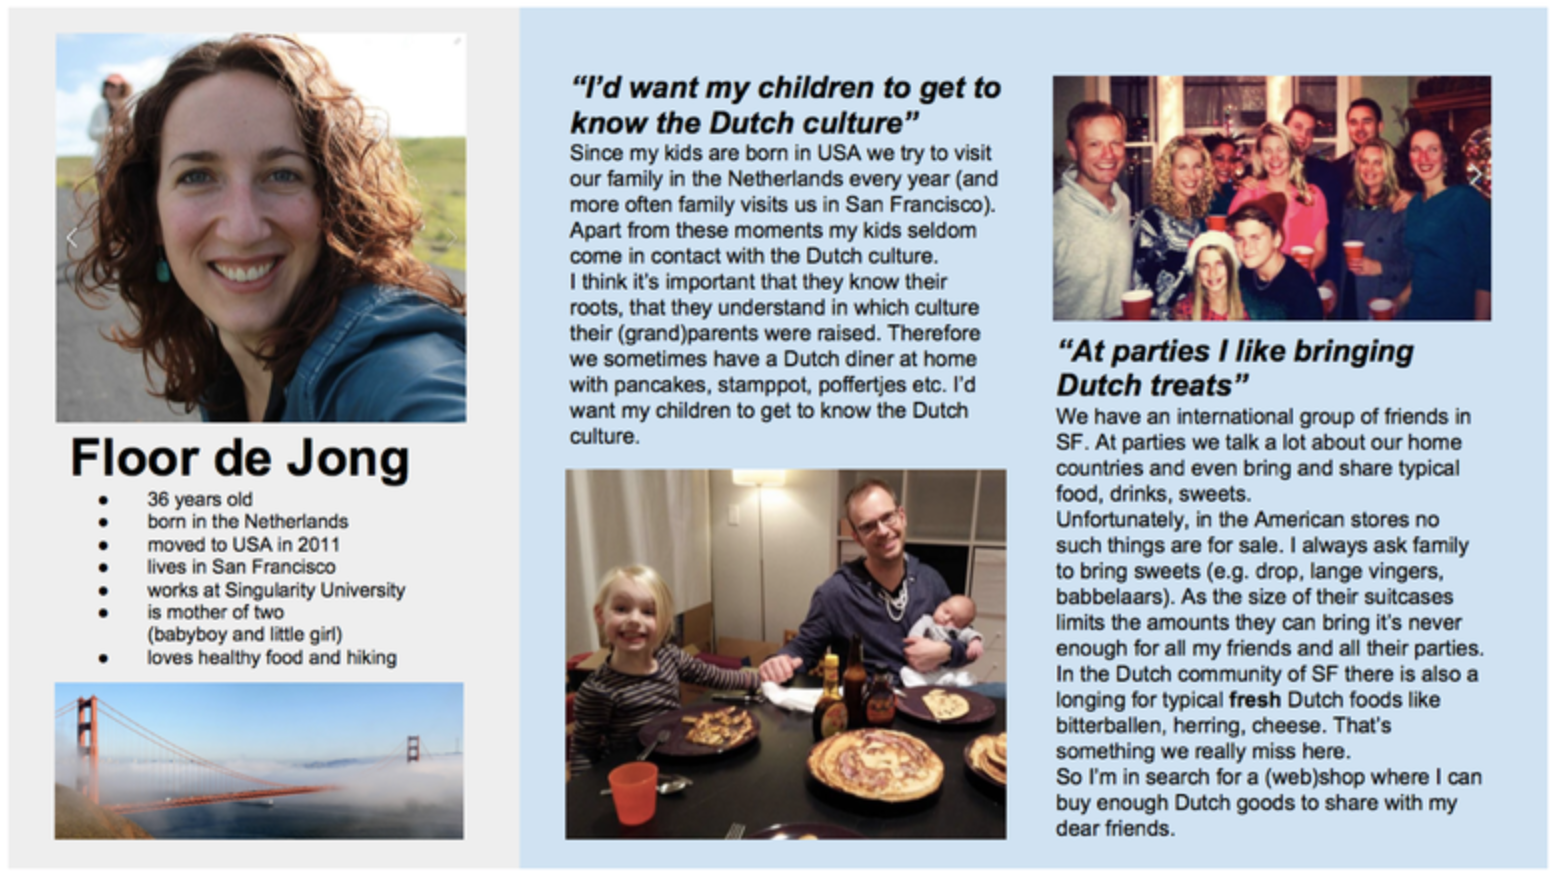 Floor de Jong
● 36 years old
● born in the Netherlands
● moved to USA in 2011
● lives in San Francisco
● works at Singularity University
● is mother of two
(babyboy and little girl)
● loves healthy food and hiking
“I’d want my children to get to
know the Dutch culture”
Since my kids are born in USA we try to visit
our family in the Netherlands every year (and
more often family visits us in San Francisco).
Apart from these moments my kids seldom
come in contact with the Dutch culture.
I think it’s important that they know their
roots, that they understand in which culture
their (grand)parents were raised. Therefore
we sometimes have a Dutch diner at home
with pancakes, stamppot, poffertjes etc. I’d
want my children to get to know the Dutch
culture.
“At parties I like bringing
Dutch treats”
We have an international group of friends in
SF. At parties we talk a lot about our home
countries and even bring and share typical
food, drinks, sweets.
Unfortunately, in the American stores no
such things are for sale. I always ask family
to bring sweets (e.g. drop, lange vingers,
babbelaars). As the size of their suitcases
limits the amounts they can bring it’s never
enough for all my friends and all their parties.
In the Dutch community of SF there is also a
longing for typical fresh Dutch foods like
bitterballen, herring, cheese. That’s
something we really miss here.
So I’m in search for a (web)shop where I can
buy enough Dutch goods to share with my
dear friends.